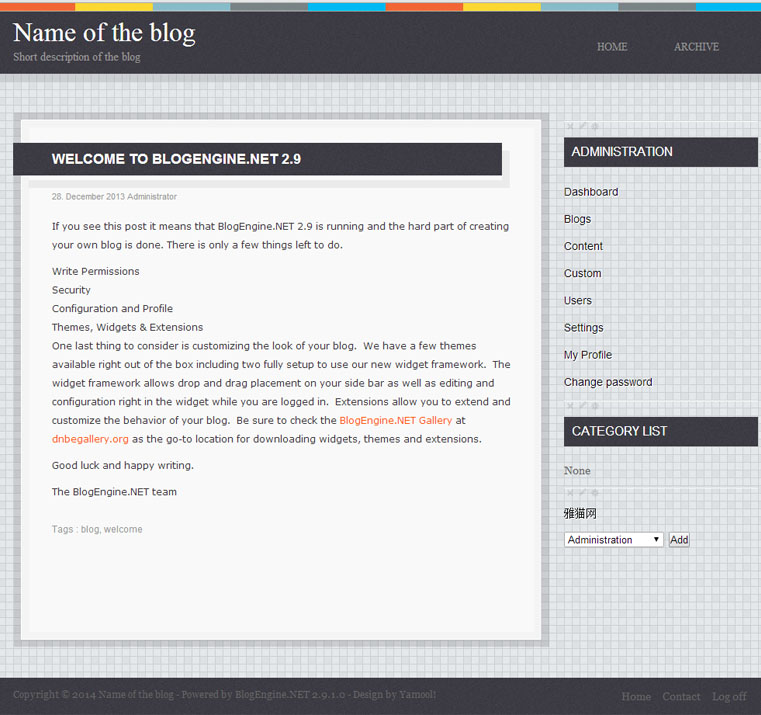 Name of the blog
Short description of the blog
HOME
ARCHIVE
WELCOME TO BLOGENGINE.NET 2.9
28. December 2013 Administrator
If you see this post it means that BlogEngine.NET 2.9 is running and the hard part of creating
your own blog is done. There is only a few things left to do.
Write Permissions
Security
Configuration and Profile
Themes, Widgets & Extensions
One last thing to consider is customizing the look of your blog.  We have a few themes
available right out of the box including two fully setup to use our new widget framework.  The
widget framework allows drop and drag placement on your side bar as well as editing and
configuration right in the widget while you are logged in.  Extensions allow you to extend and
customize the behavior of your blog.  Be sure to check the BlogEngine.NET Gallery at
dnbegallery.org as the go-to location for downloading widgets, themes and extensions.
Good luck and happy writing.
The BlogEngine.NET team
Tags : blog, welcome
ADMINISTRATION
Dashboard
Blogs
Content
Custom
Users
Settings
My Profile
Change password
CATEGORY LIST
None
雅猫网
Administration
Add
Copyright © 2014 Name of the blog - Powered by BlogEngine.NET 2.9.1.0 - Design by Yamool!
Home Contact Log off